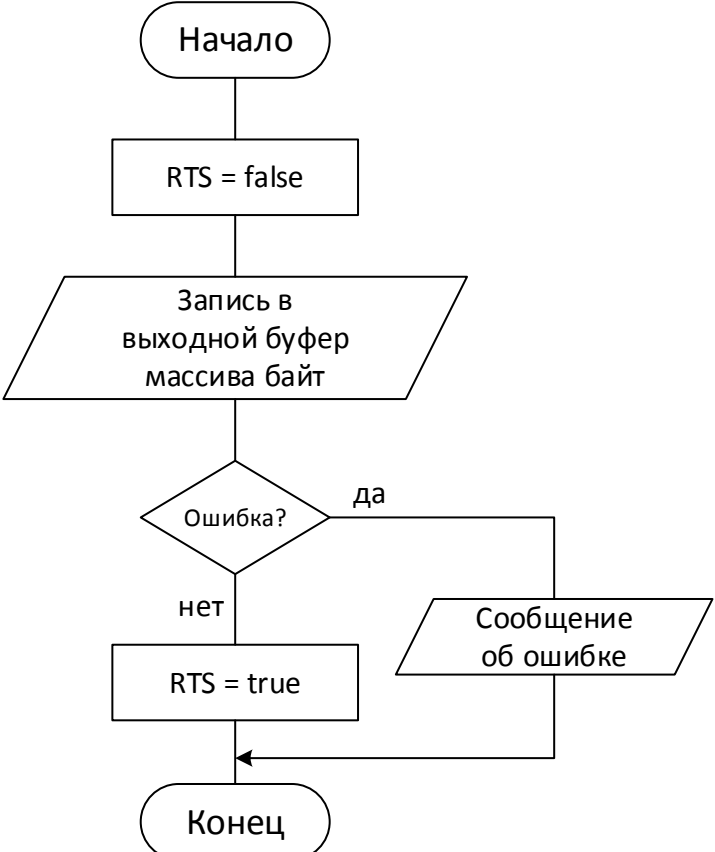 Начало
RTS = false
Запись в
выходной буфер
массива байт
Ошибка?
да
нет
Сообщение
об ошибке
RTS = true
Конец